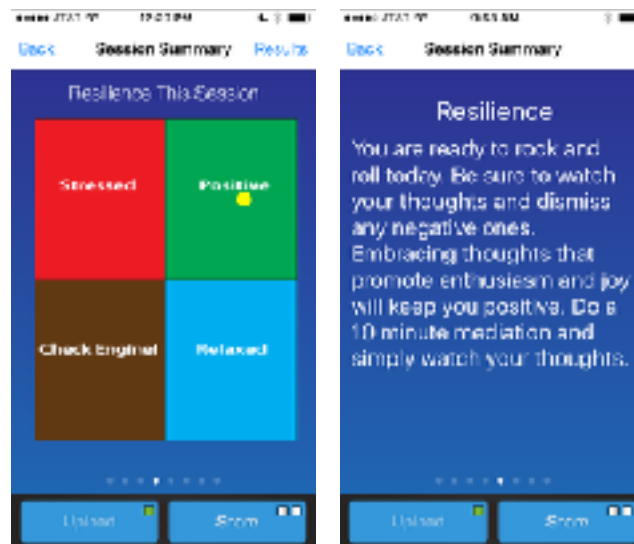 Back Session Summary Results
Resilience This Session
Stressed Positive
Check Engine! Relaxed
Upload
Back Session Summary
Resilience
You are ready to rock and
roll today. Be sure to watch
your thoughts and dismiss
any negative ones.
Embracing thoughts that
promote enthusiasm and joy
will keep you positive. Do a
10 minute mediation and
simply watch your thoughts.
Upload